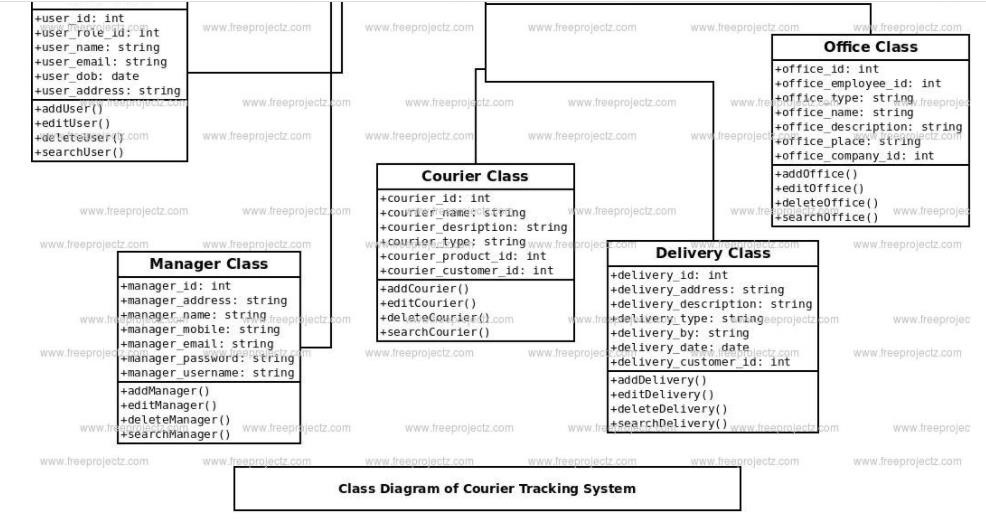 +user_id: int
+user_role_id: int
+user_name: string
+user_email: string
+user_dob: date
+user_address: string
+addUser()
+editUser()
+deleteUser()
+searchUser()
Office Class
+office_id: int
+office_employee_id: int
+office_type: string
+office_name: string
+office_description: string
+office_place: string
+office_company_id: int
+addOffice()
+editOffice()
+deleteOffice()
+searchOffice()
Courier Class
+courier_id: int
+courier_name: string
+courier_desription: string
+courier_type: string
+courier_product_id: int
+courier_customer_id: int
+addCourier()
+editCourier()
+deleteCourier()
+searchCourier()
Manager Class
+manager_id: int
+manager_address: string
+manager_name: string
+manager_mobile: string
+manager_email: string
+manager_password: string
+manager_username: string
+addManager()
+editManager()
+deleteManager()
+searchManager()
Delivery Class
+delivery_id: int
+delivery_address: string
+delivery_description: string
+delivery_type: string
+delivery_by: string
+delivery_date: date
+delivery_customer_id: int
+addDelivery()
+editDelivery()
+deleteDelivery()
+searchDelivery()
Class Diagram of Courier Tracking System
www.freeprojectz.com